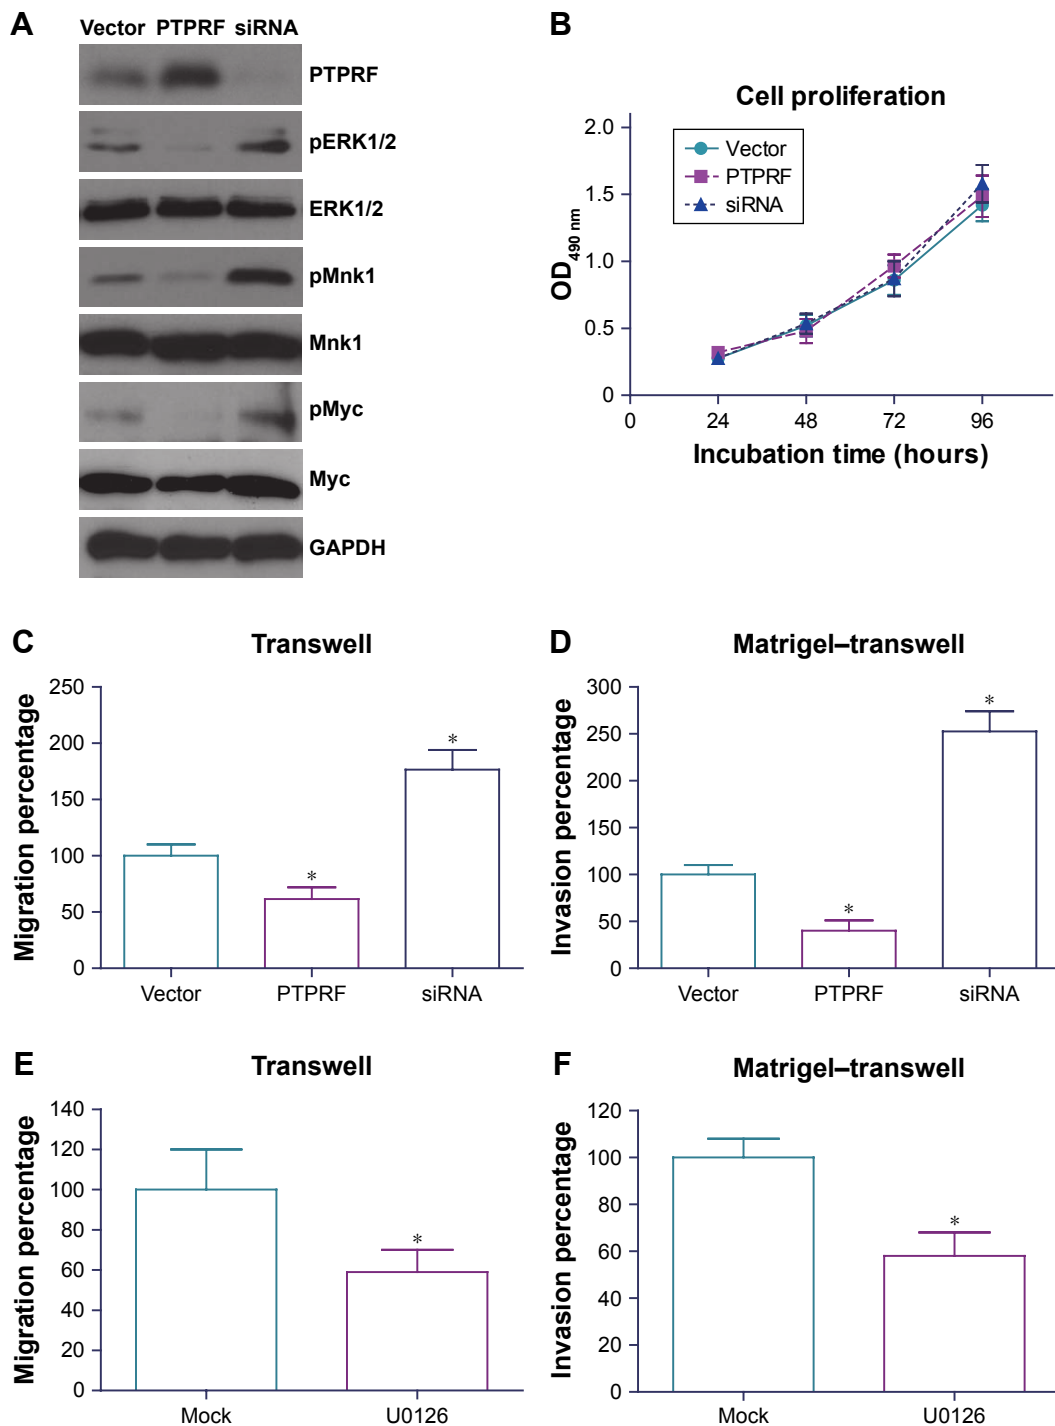 A
Vector PTPRF siRNA
PTPRF
pERK1/2
ERK1/2
pMnk1
Mnk1
pMyc
Myc
GAPDH
B
Cell proliferation
Vector
PTPRF
siRNA
OD490 nm
2.0
1.5
1.0
0.5
0
0 24 48 72 96
Incubation time (hours)
C
Transwell
Migration percentage
250
200
150
100
50
0
*
*
Vector PTPRF siRNA
D
Matrigel–transwell
Invasion percentage
300
250
200
150
100
50
0
*
*
Vector PTPRF siRNA
E
Transwell
Migration percentage
140
120
100
80
60
40
20
0
*
Mock U0126
F
Matrigel–transwell
Invasion percentage
120
100
80
60
40
20
0
*
Mock U0126